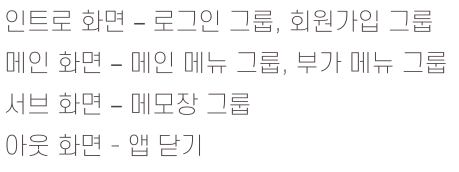 인트로 화면 – 로그인 그룹, 회원가입 그룹
메인 화면 – 메인 메뉴 그룹, 부가 메뉴 그룹
서브 화면 – 메모장 그룹
아웃 화면 - 앱 닫기